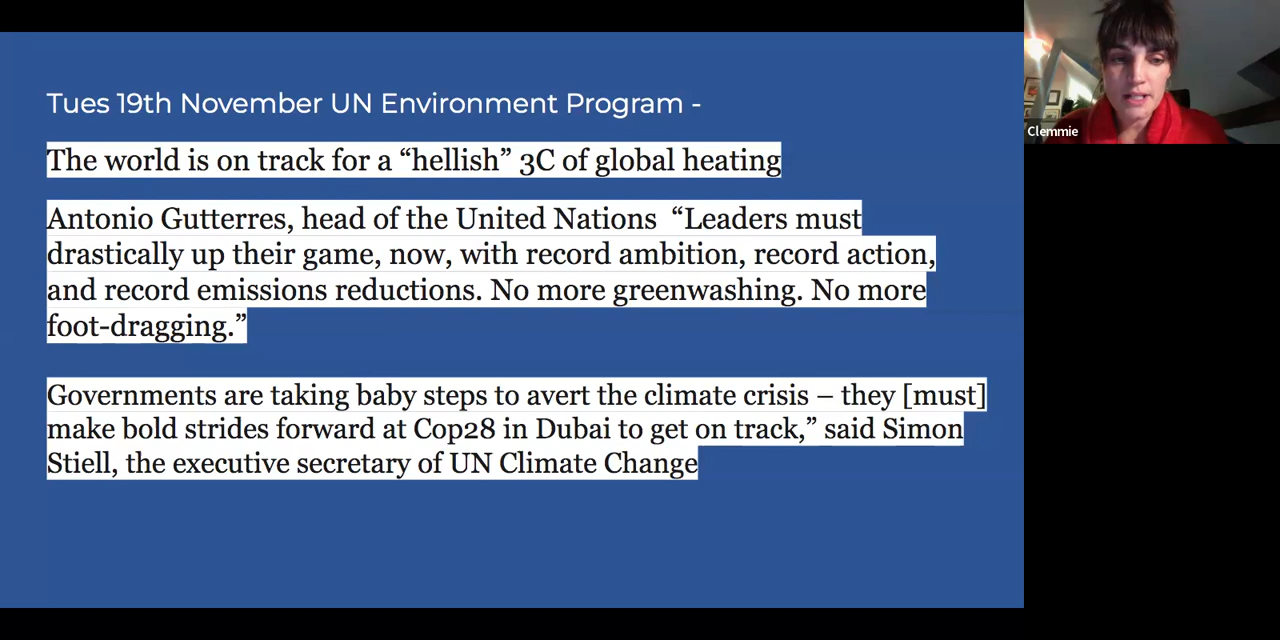 Tues 19th November UN Environment Program -
The world is on track for a “hellish” 3C of global heating
Antonio Gutterres, head of the United Nations  “Leaders must
drastically up their game, now, with record ambition, record action,
and record emissions reductions. No more greenwashing. No more
foot-dragging.”
Governments are taking baby steps to avert the climate crisis – they [must]
make bold strides forward at Cop28 in Dubai to get on track,” said Simon
Stiell, the executive secretary of UN Climate Change
Clemmie